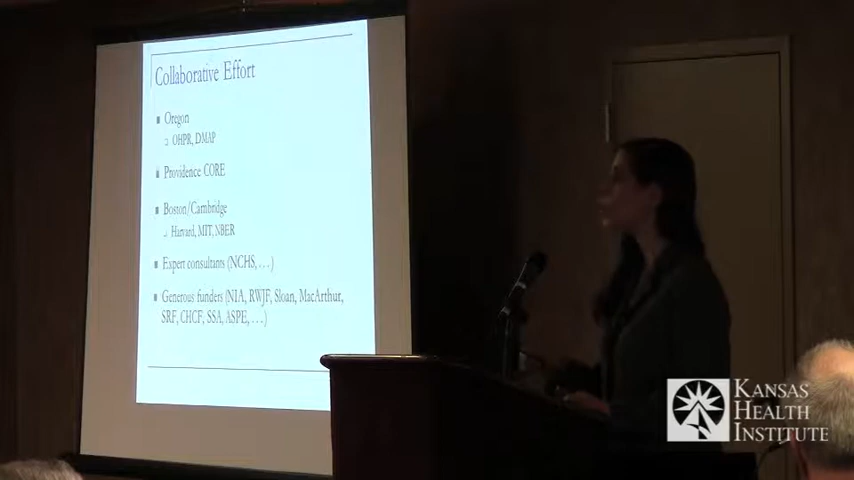 Collaborative Effort
Oregon
OHPR, DMAP
Providence CORE
Boston/Cambridge
Harvard, MIT, NBER
Expert consultants (NCHS, …)
Generous funders (NIA, RWJF, Sloan, MacArthur,
SRF, CHCF, SSA, ASPE, …)
KANSAS
HEALTH
INSTITUTE